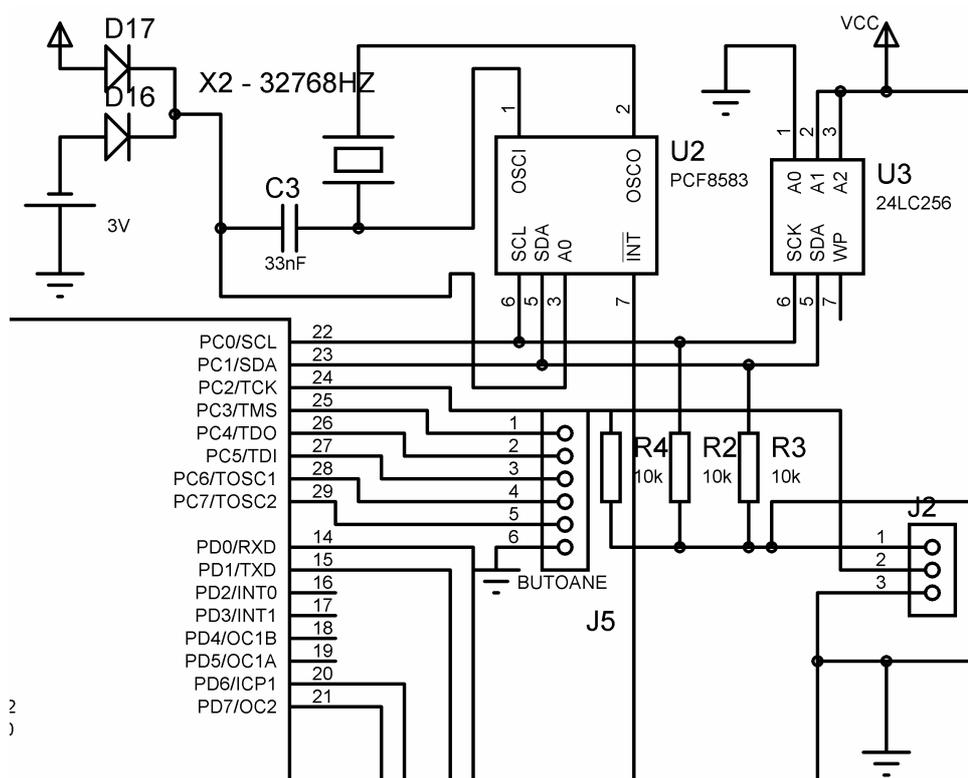 D17
VCC
X2 - 32768HZ
D16
1
2
1
2
3
OSCI
OSCO
U2
PCF8583
A0
A1
A2
U3
24LC256
C3
33nF
3V
SCL
SDA
A0
INT
SCK
SDA
WP
6
5
3
7
6
5
7
PC0/SCL 22
PC1/SDA 23
PC2/TCK 24
PC3/TMS 25
PC4/TDO 26
PC5/TDI 27
PC6/TOSC1 28
PC7/TOSC2 29
PD0/RXD 14
PD1/TXD 15
PD2/INT0 16
PD3/INT1 17
PD4/OC1B 18
PD5/OC1A 19
PD6/ICP1 20
PD7/OC2 21
1
2
3
4
5
6
BUTOANE
J5
R4
10k
R2
10k
R3
10k
J2
1
2
3
2